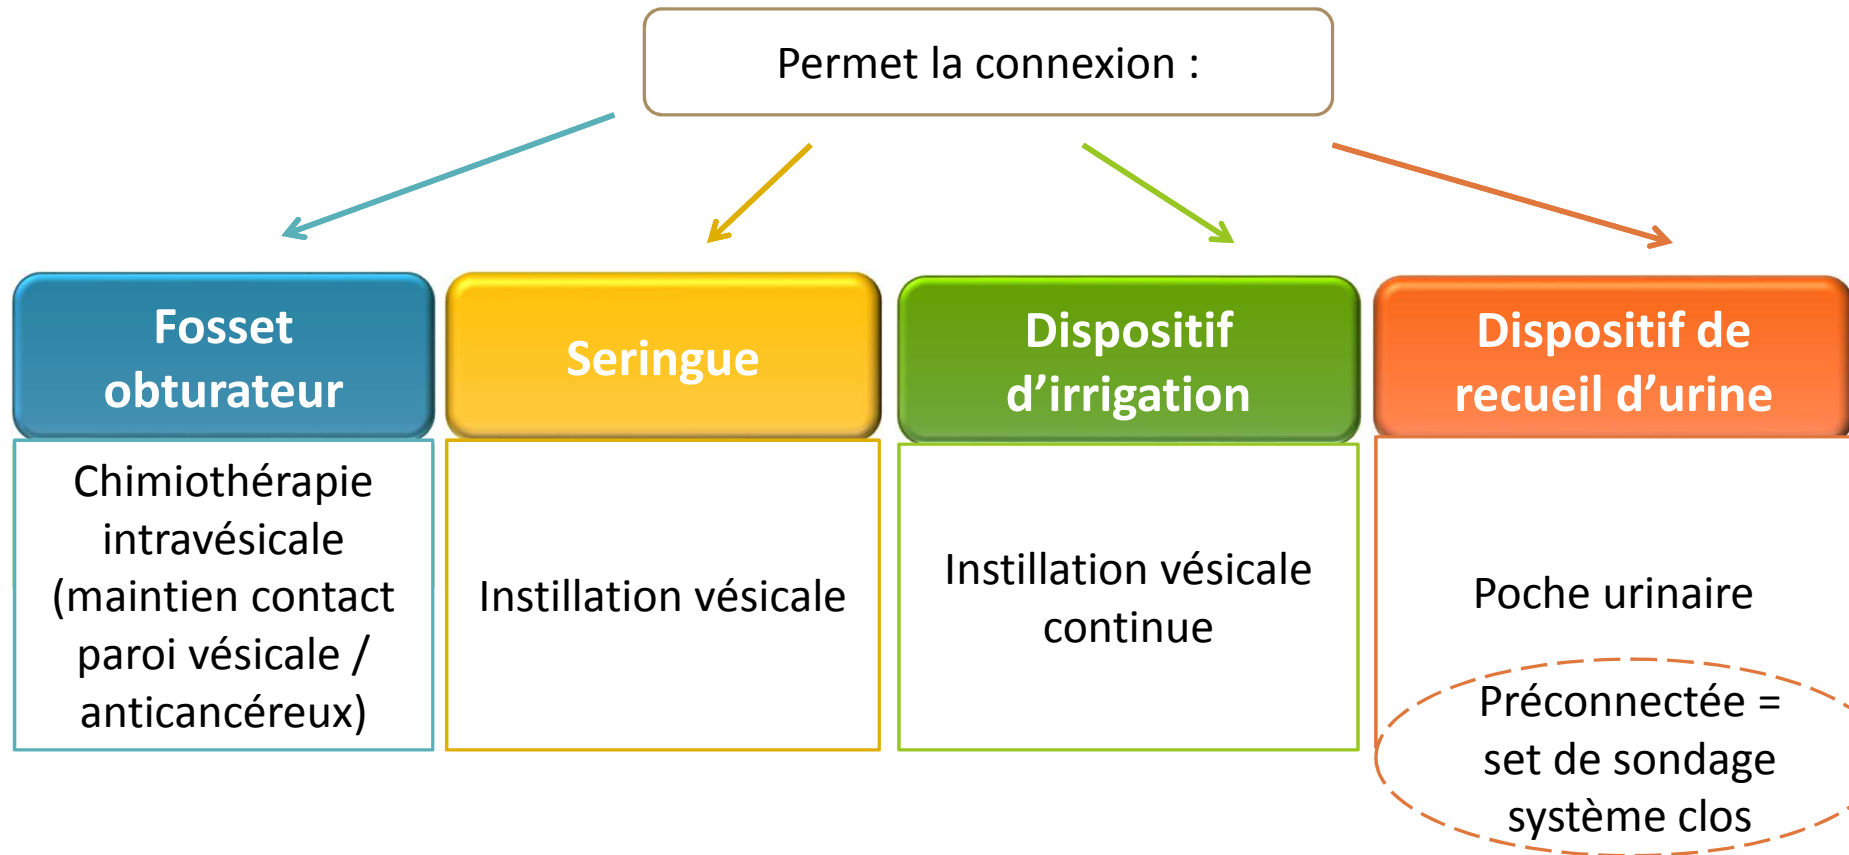 Permet la connexion :
Fosset
obturateur
Chimiothérapie
intravésicale
(maintien contact
paroi vésicale /
anticancéreux)
Seringue
Instillation vésicale
Dispositif
d’irrigation
Instillation vésicale
continue
Dispositif de
recueil d’urine
Poche urinaire
Préconnectée =
set de sondage
système clos